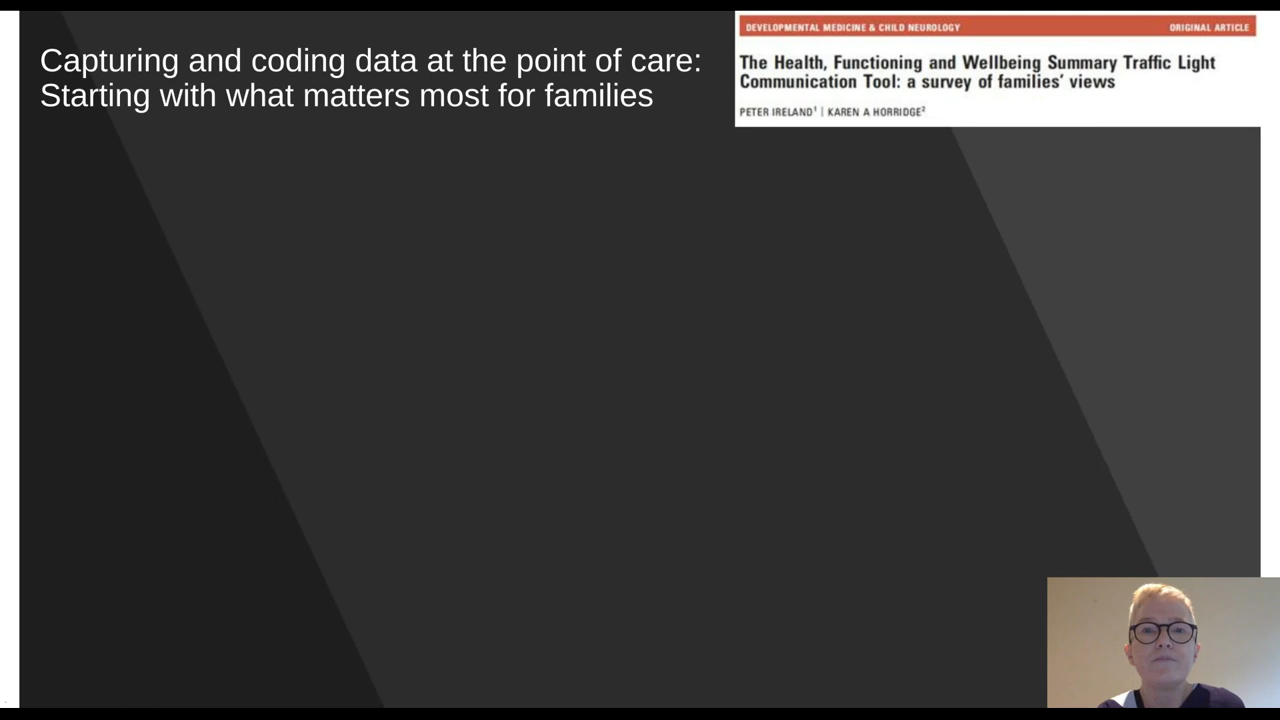 Capturing and coding data at the point of care:
Starting with what matters most for families
DEVELOPMENTAL MEDICINE & CHILD NEUROLOGY ORIGINAL ARTICLE
The Health, Functioning and Wellbeing Summary Traffic Light
Communication Tool: a survey of families' views
PETER IRELAND¹ | KAREN A HORRIDGE²